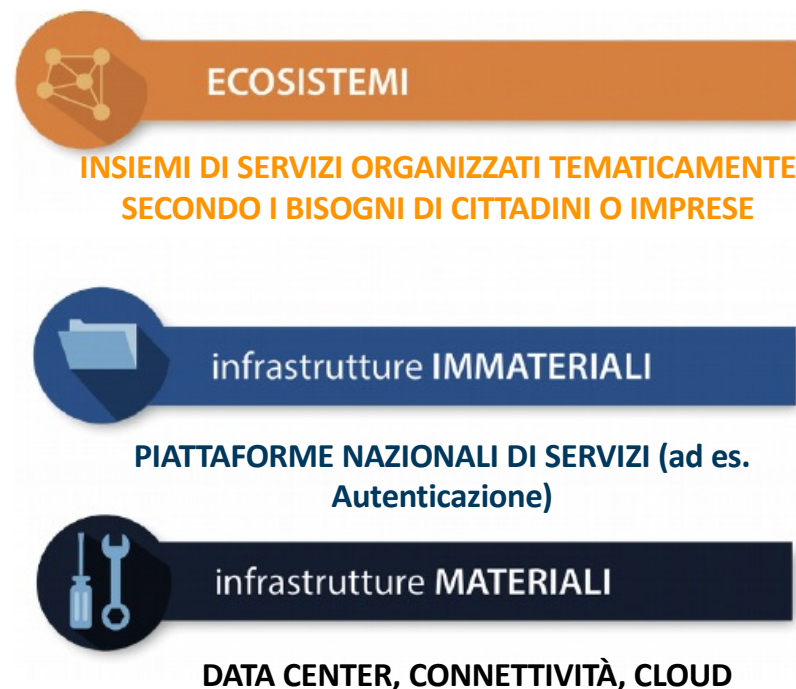 ECOSISTEMI
INSIEMI DI SERVIZI ORGANIZZATI TEMATICAMENTE
SECONDO I BISOGNI DI CITTADINI O IMPRESE
infrastrutture IMMATERIALI
PIATTAFORME NAZIONALI DI SERVIZI (ad es.
Autenticazione)
infrastrutture MATERIALI
DATA CENTER, CONNETTIVITÀ, CLOUD